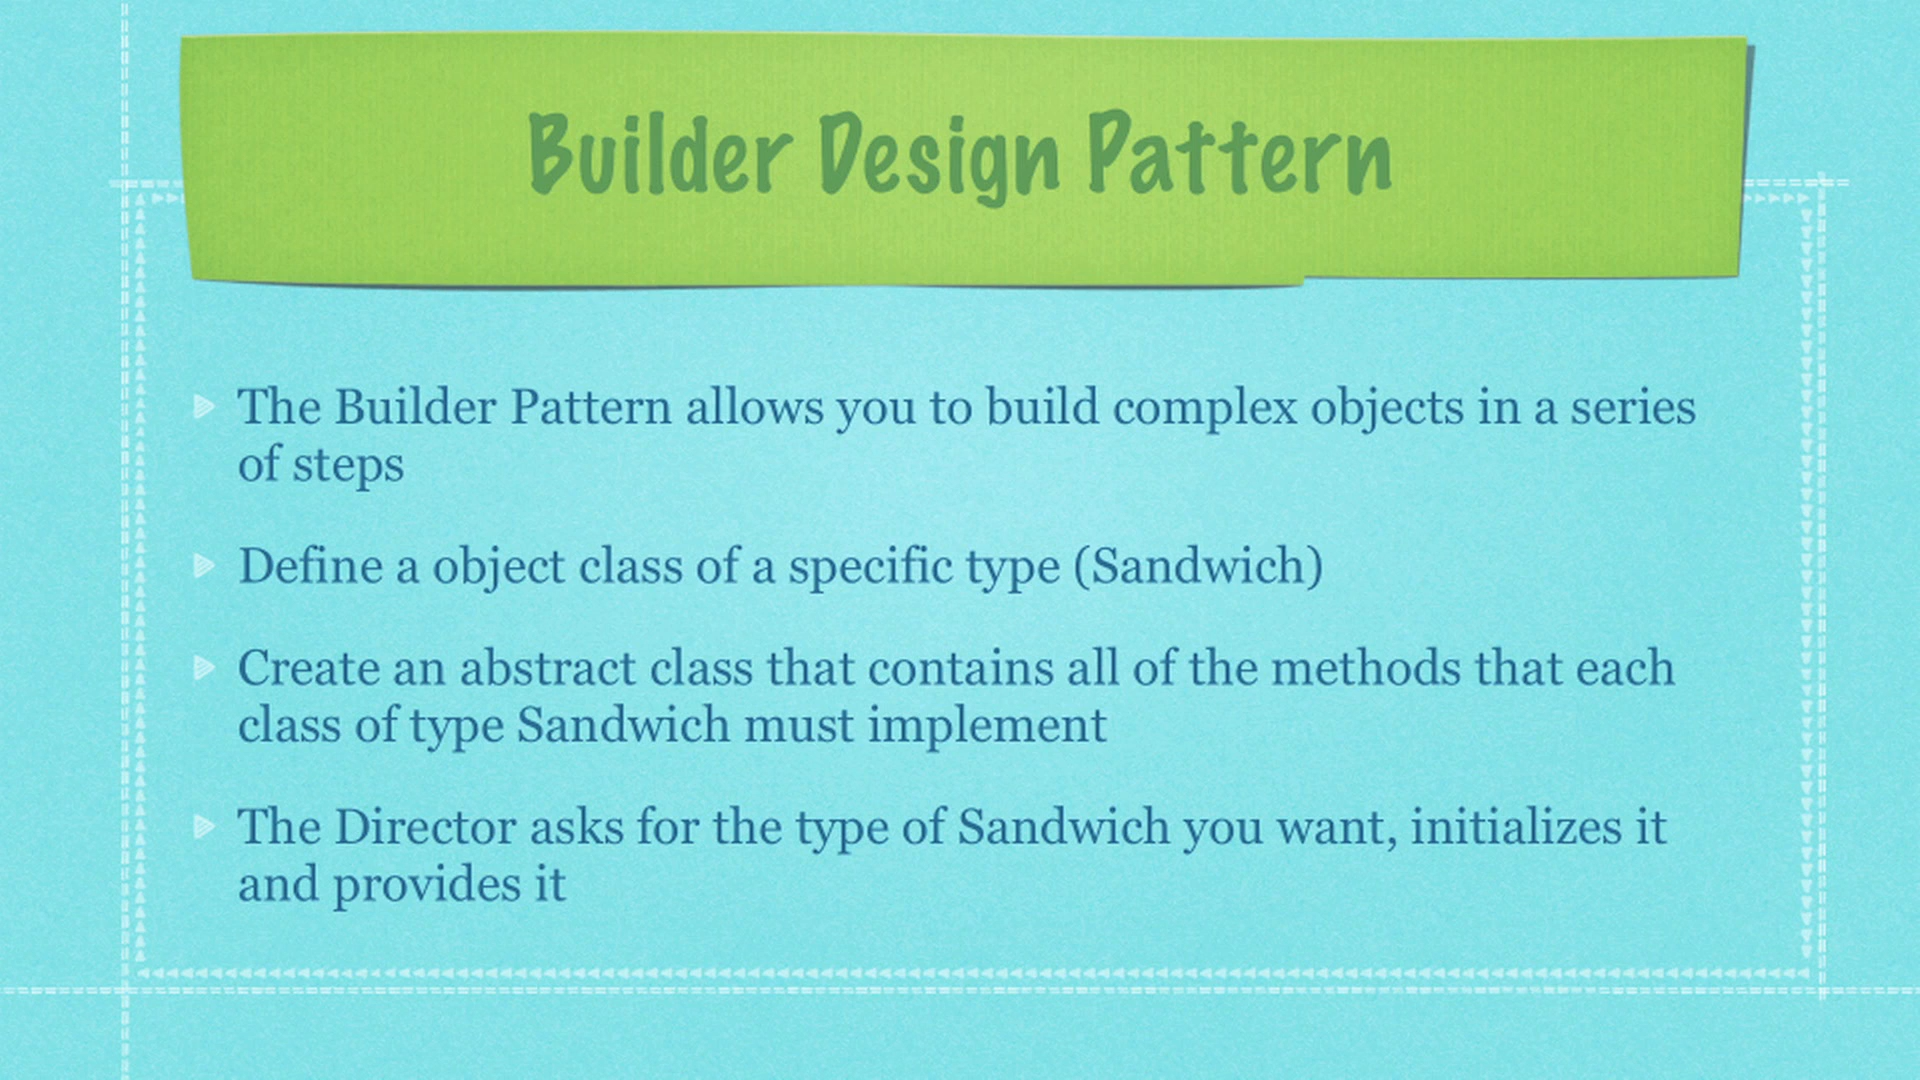 Builder Design Pattern
The Builder Pattern allows you to build complex objects in a series
of steps
Define a object class of a specific type (Sandwich)
Create an abstract class that contains all of the methods that each
class of type Sandwich must implement
The Director asks for the type of Sandwich you want, initializes it
and provides it